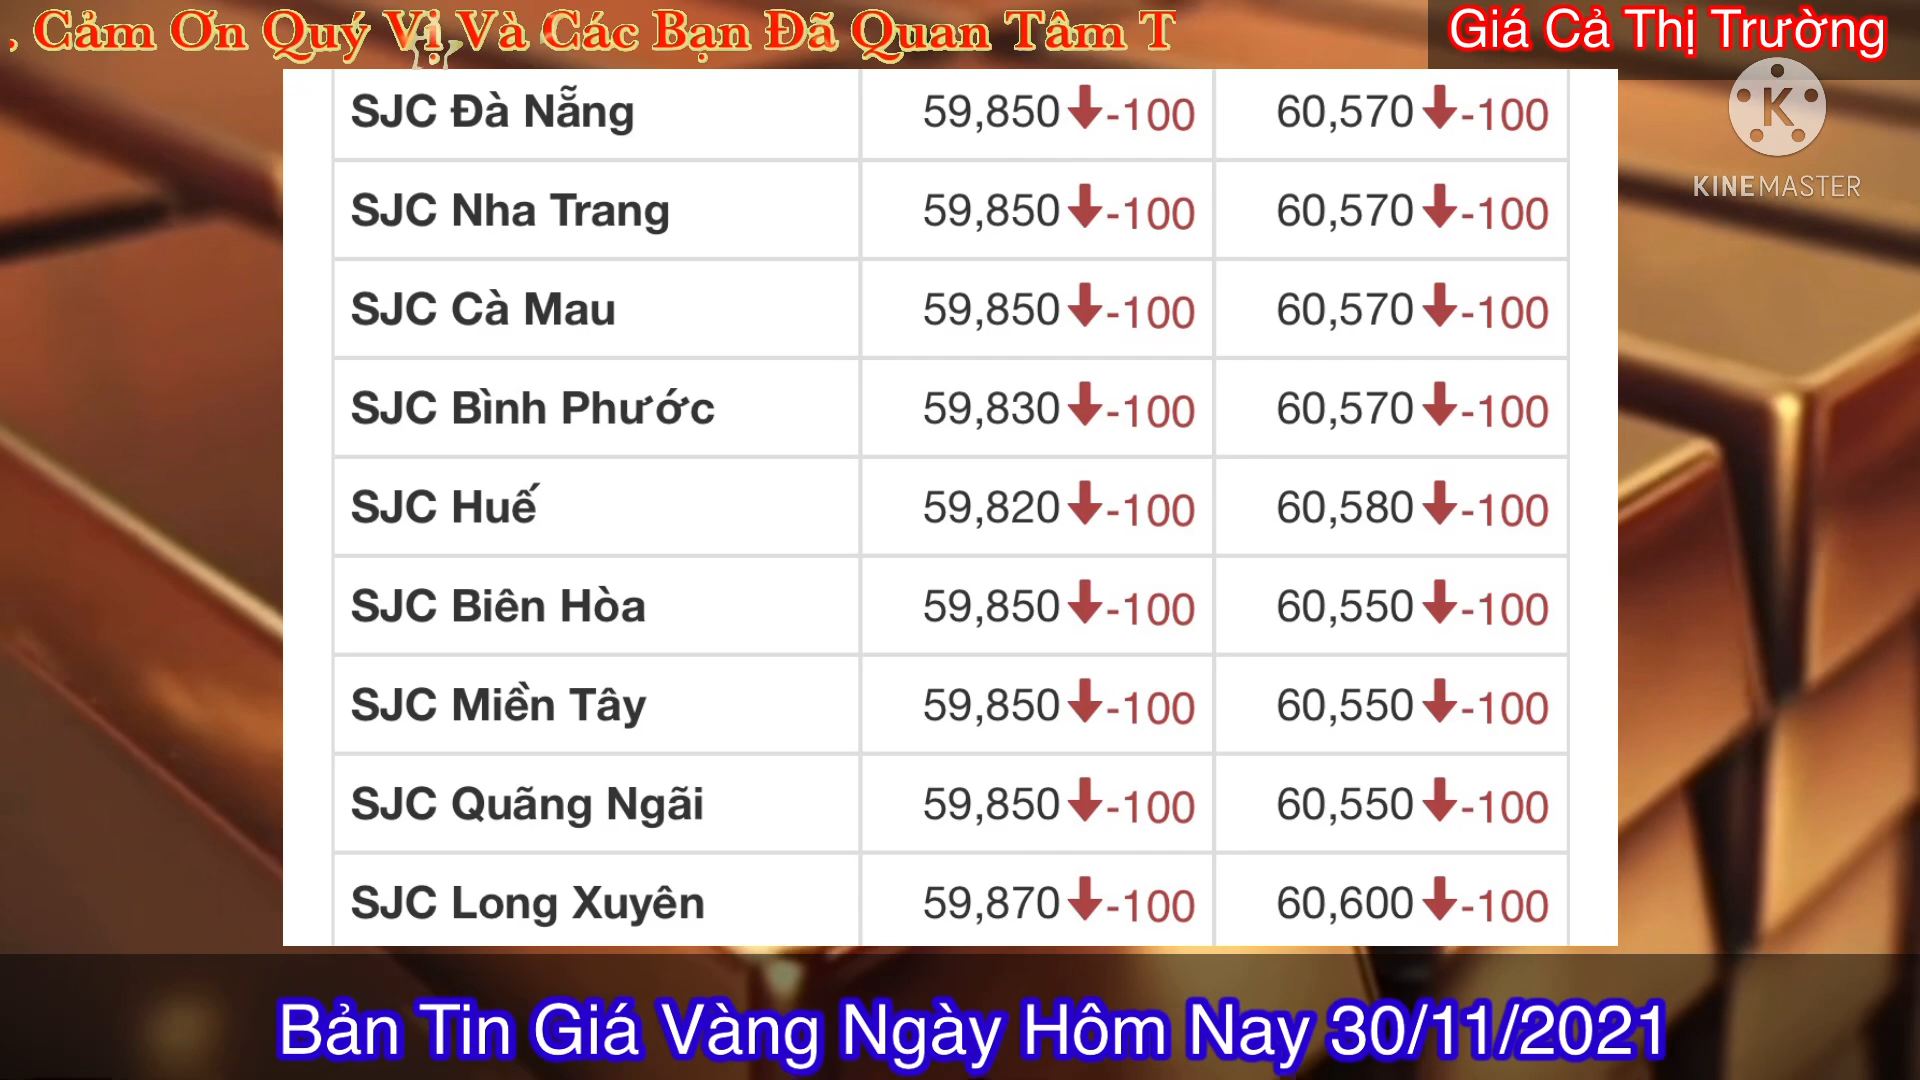 , Cảm Ơn Quý Vị Và Các Bạn Đã Quan Tâm T
Giá Cả Thị Trường
KINEMASTER
SJC Đà Nẵng 59,850 -100 60,570 -100
SJC Nha Trang 59,850 -100 60,570 -100
SJC Cà Mau 59,850 -100 60,570 -100
SJC Bình Phước 59,830 -100 60,570 -100
SJC Huế 59,820 -100 60,580 -100
SJC Biên Hòa 59,850 -100 60,550 -100
SJC Miền Tây 59,850 -100 60,550 -100
SJC Quãng Ngãi 59,850 -100 60,550 -100
SJC Long Xuyên 59,870 -100 60,600 -100
Bản Tin Giá Vàng Ngày Hôm Nay 30/11/2021